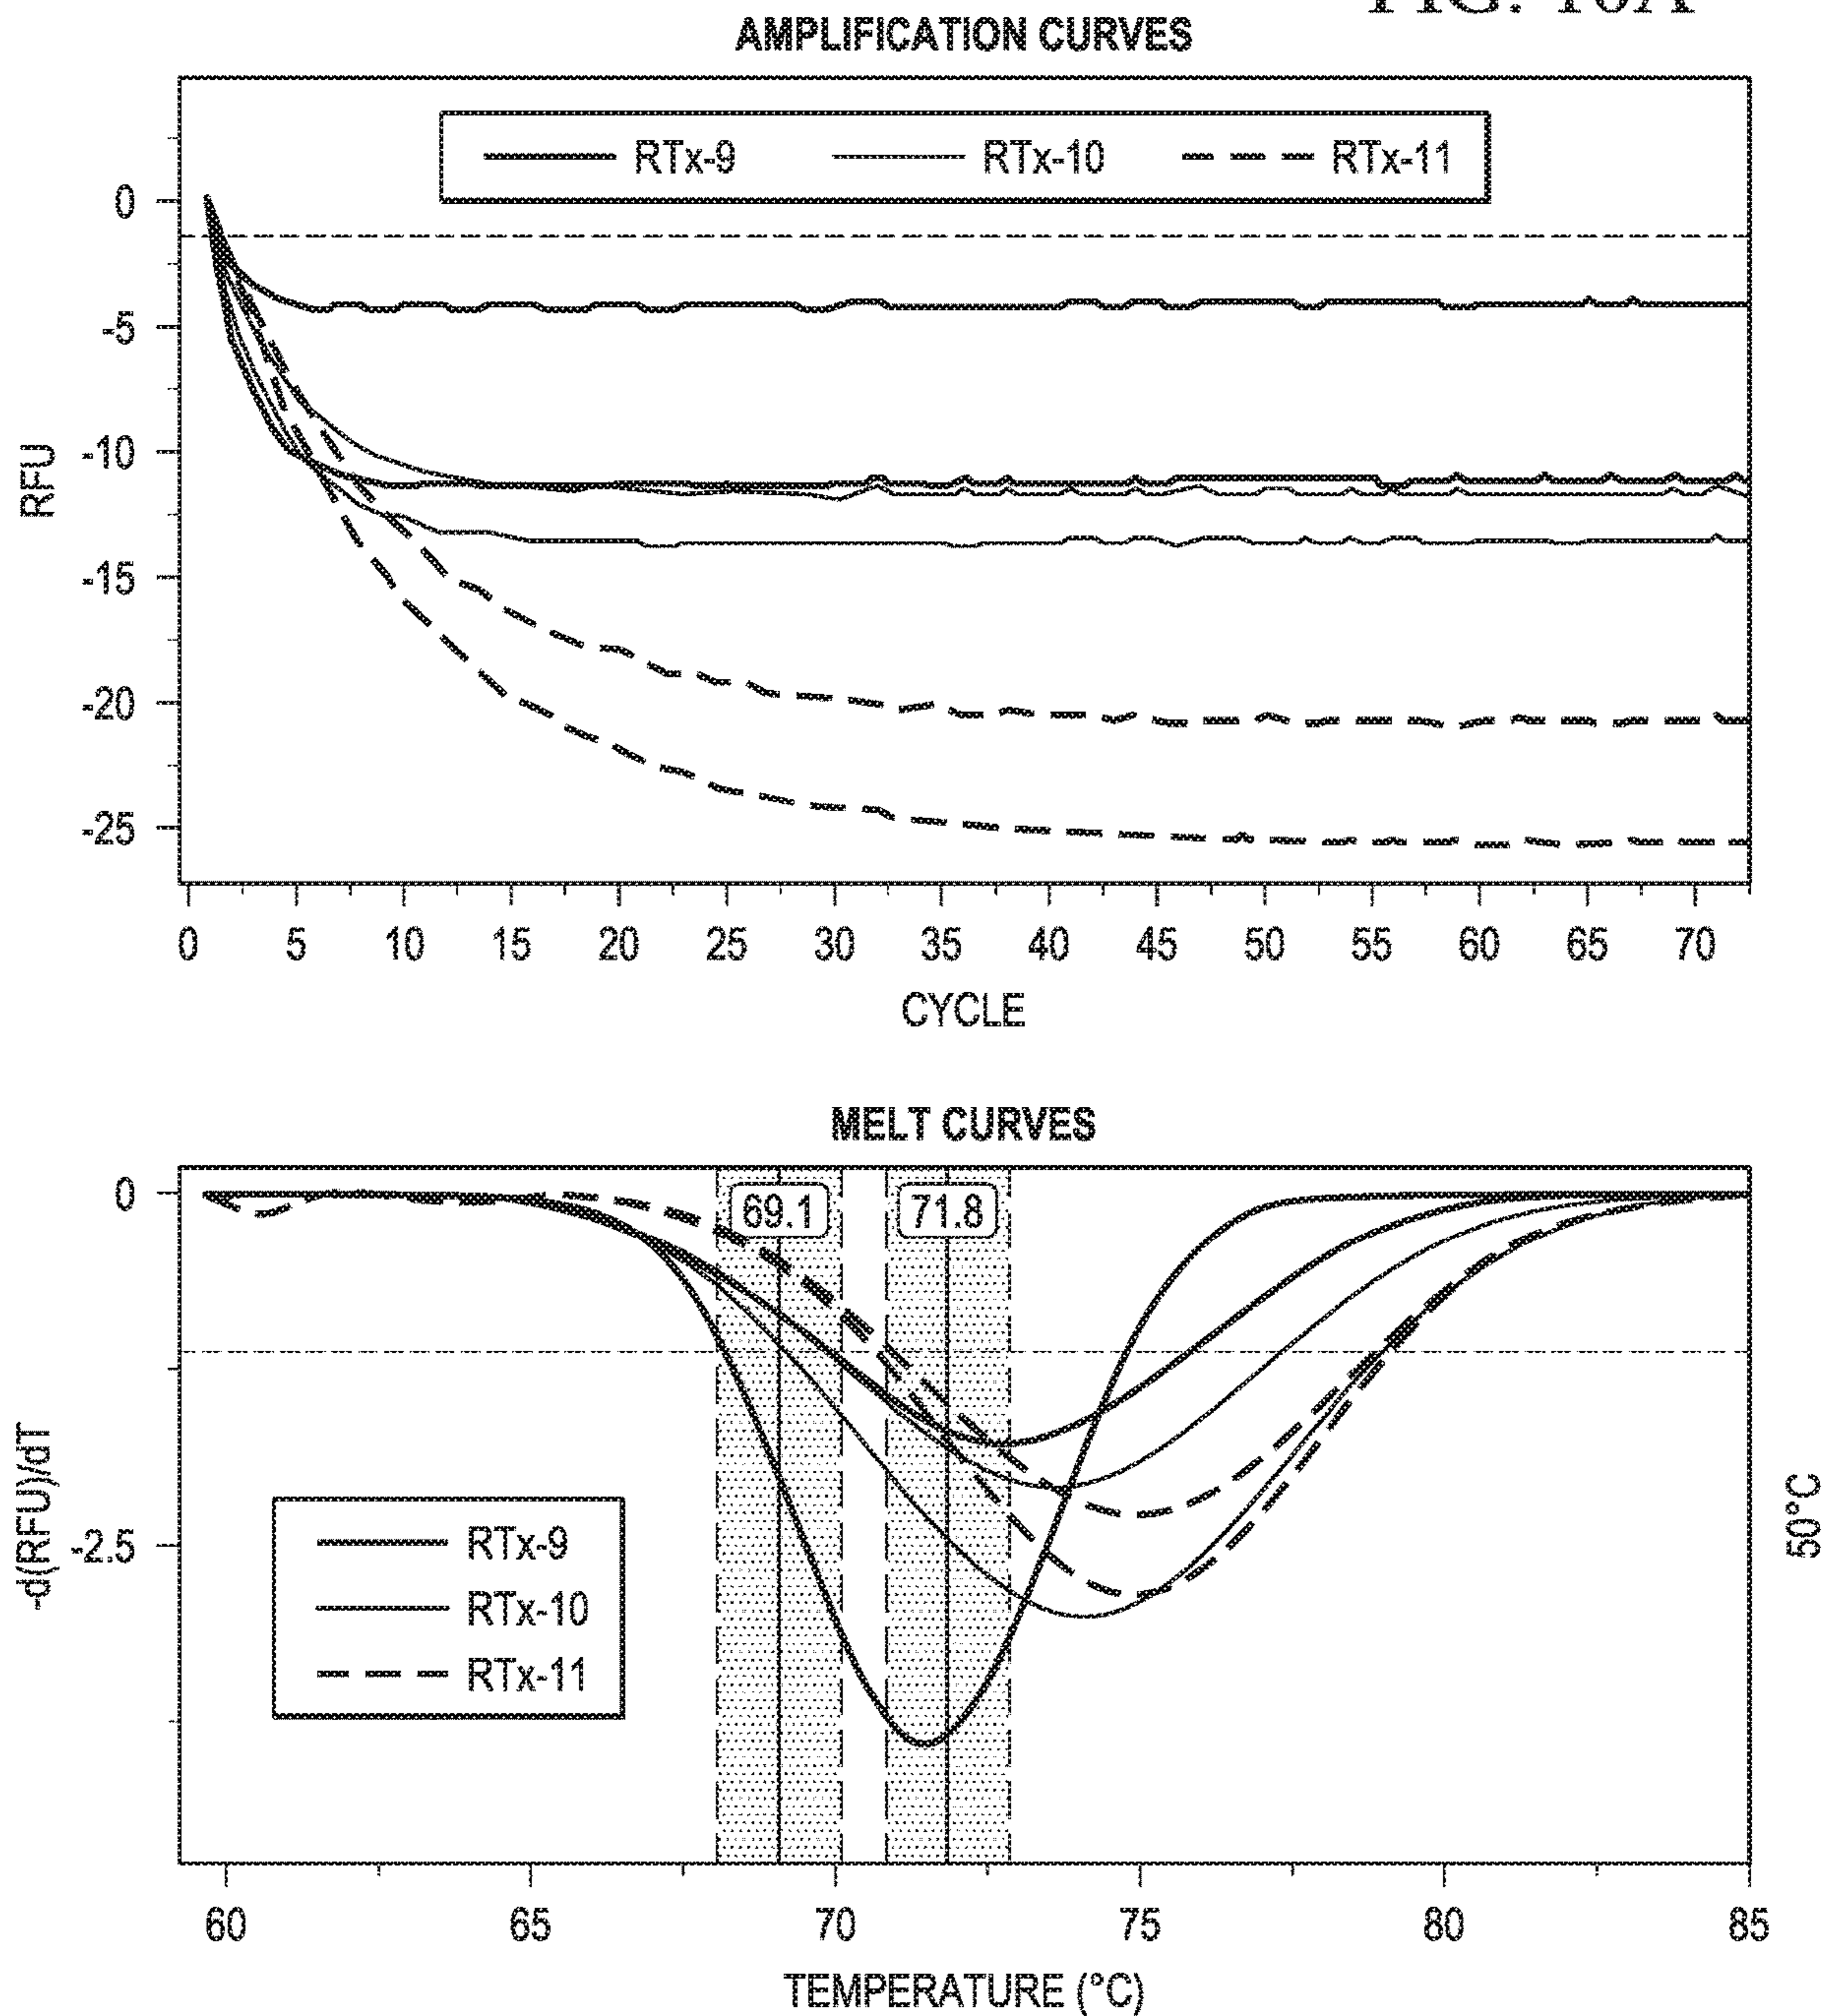 FIG. 10A
AMPLIFICATION CURVES
RTx-9 RTx-10 RTx-11
0
-5
-10
-15
-20
-25
RFU
0 5 10 15 20 25 30 35 40 45 50 55 60 65 70
CYCLE
MELT CURVES
0
-2.5
-d(RFU)/dT
69.1 71.8
RTx-9
RTx-10
RTx-11
50°C
60 65 70 75 80 85
TEMPERATURE (°C)